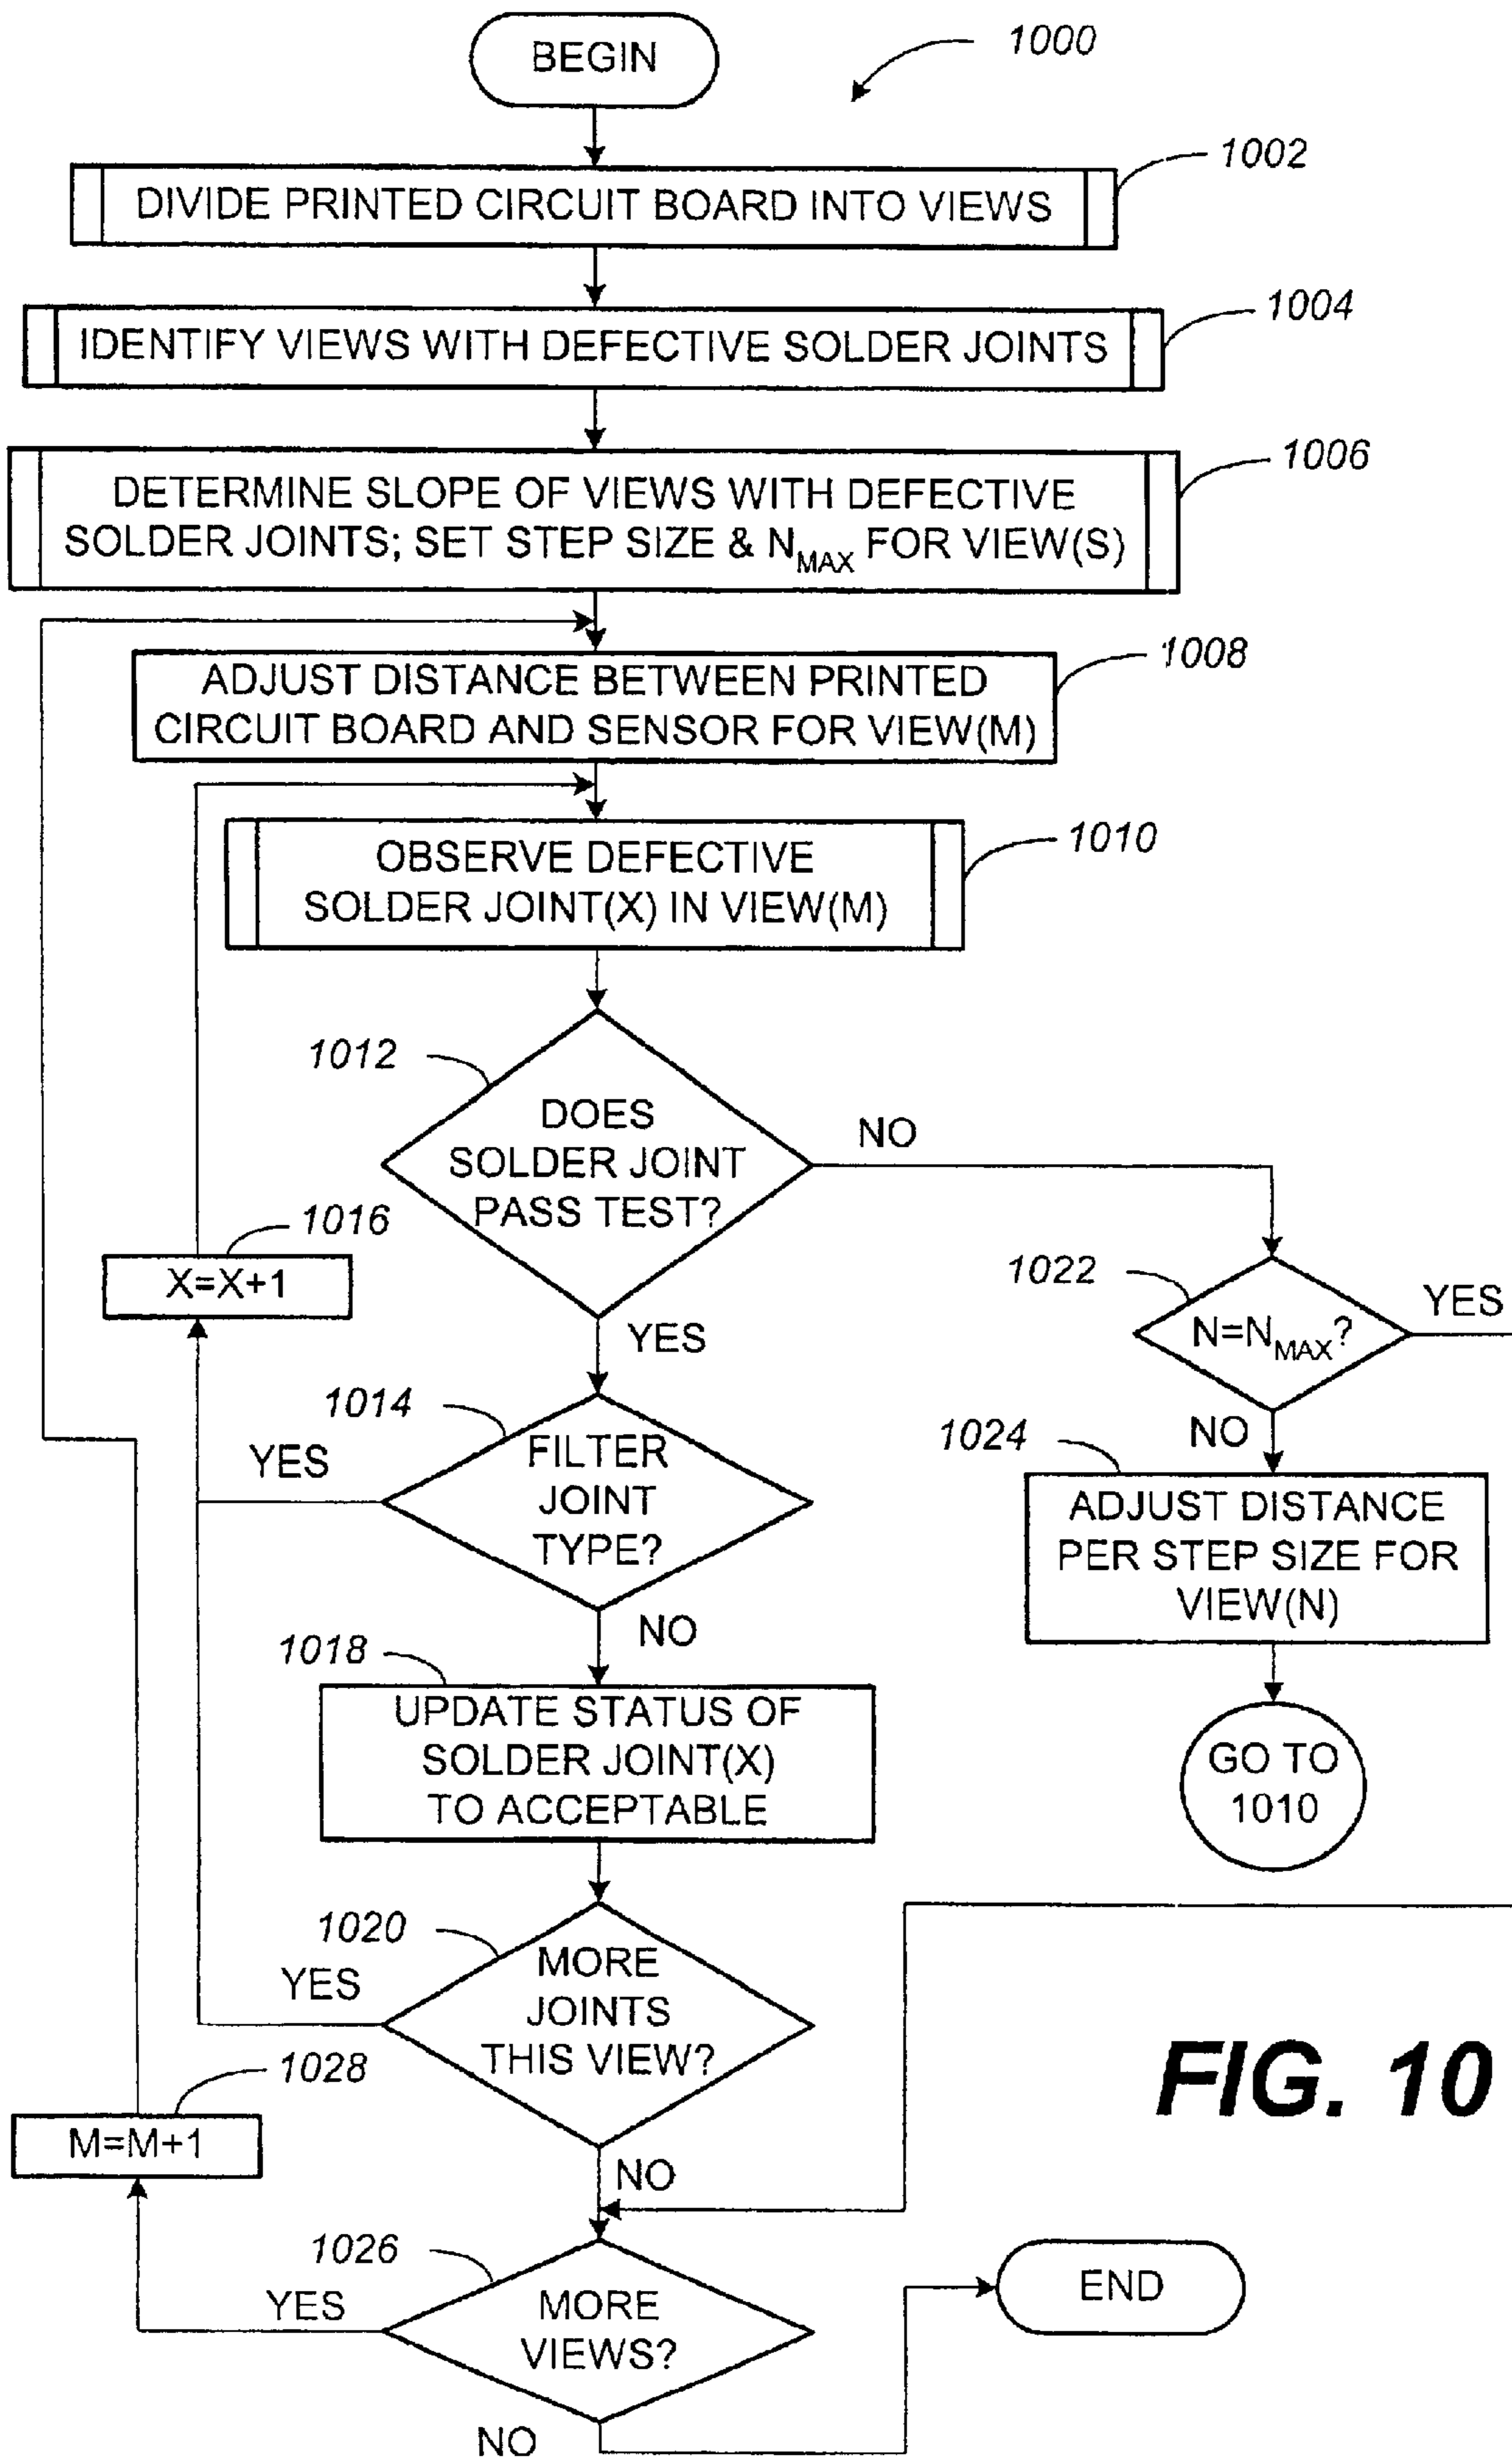 BEGIN
1000
DIVIDE PRINTED CIRCUIT BOARD INTO VIEWS
1002
IDENTIFY VIEWS WITH DEFECTIVE SOLDER JOINTS
1004
DETERMINE SLOPE OF VIEWS WITH DEFECTIVE
SOLDER JOINTS; SET STEP SIZE & NMAX FOR VIEW(S)
1006
ADJUST DISTANCE BETWEEN PRINTED
CIRCUIT BOARD AND SENSOR FOR VIEW(M)
1008
OBSERVE DEFECTIVE
SOLDER JOINT(X) IN VIEW(M)
1010
1012
DOES
SOLDER JOINT
PASS TEST?
NO
YES
1016
X=X+1
1022
N=NMAX?
YES
NO
1014
FILTER
JOINT
TYPE?
YES
NO
1024
ADJUST DISTANCE
PER STEP SIZE FOR
VIEW(N)
GO TO
1010
1018
UPDATE STATUS OF
SOLDER JOINT(X)
TO ACCEPTABLE
1020
MORE
JOINTS
THIS VIEW?
YES
NO
1028
M=M+1
1026
MORE
VIEWS?
YES
NO
END
FIG. 10